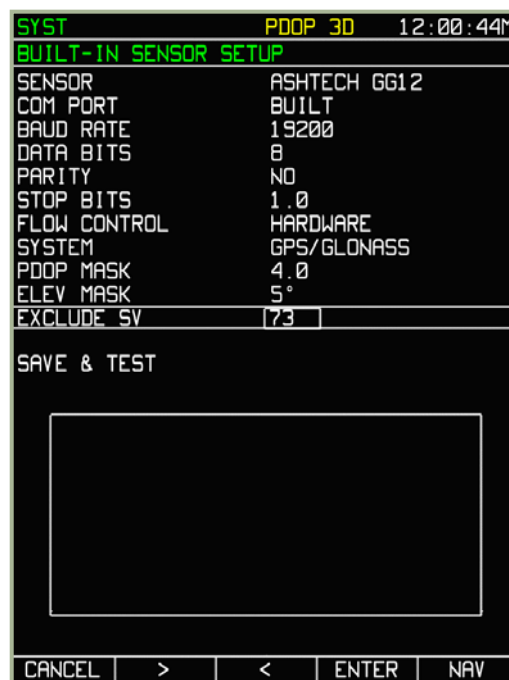 SYST PDOP 3D 12:00:44M
BUILT-IN SENSOR SETUP
SENSOR ASHTECH GG12
COM PORT BUILT
BAUD RATE 19200
DATA BITS 8
PARITY NO
STOP BITS 1.0
FLOW CONTROL HARDWARE
SYSTEM GPS/GLONASS
PDOP MASK 4.0
ELEV MASK 5°
EXCLUDE SV 73
SAVE & TEST
CANCEL > < ENTER NAV